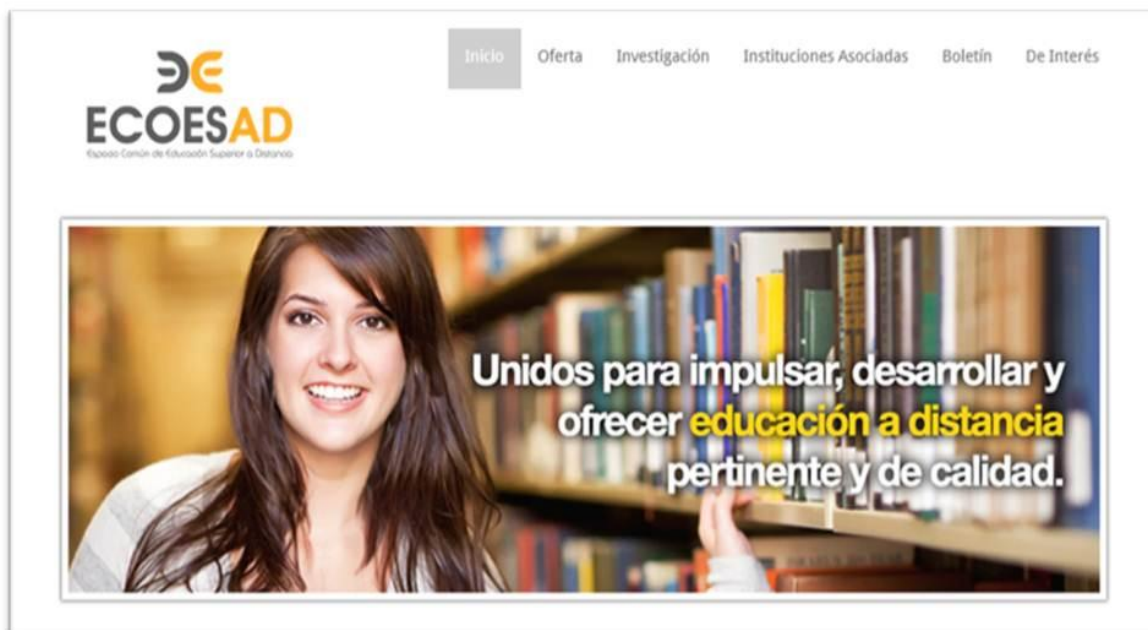 Inicio Oferta Investigación Instituciones Asociadas Boletín De Interés
ECOESAD
Espacio Común de Educación Superior a Distancia
Unidos para impulsar, desarrollar y
ofrecer educación a distancia
pertinente y de calidad.